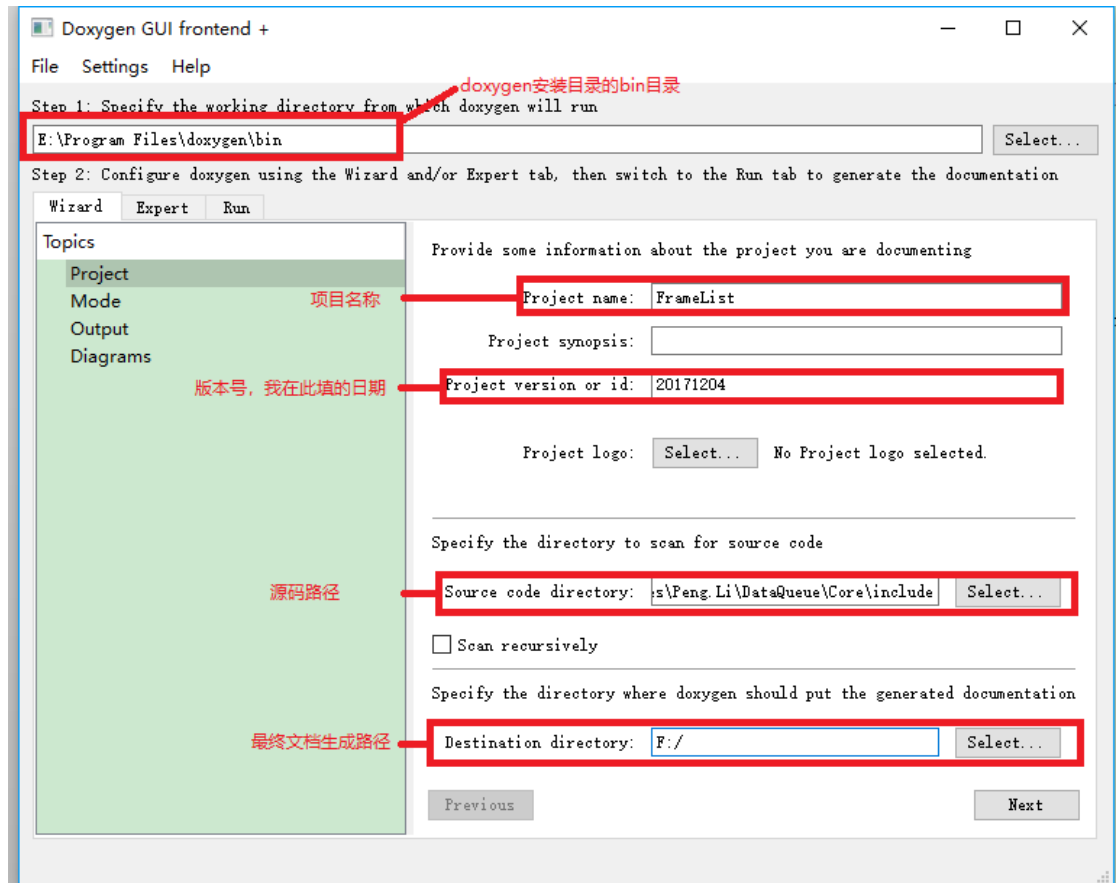 Doxygen GUI frontend +
File Settings Help
doxygen安装目录的bin目录
Step 1: Specify the working directory from which doxygen will run
E:\Program Files\doxygen\bin
Select...
Step 2: Configure doxygen using the Wizard and/or Expert tab, then switch to the Run tab to generate the documentation
Wizard Expert Run
Topics
Project
Mode
Output
Diagrams
Provide some information about the project you are documenting
项目名称
Project name: FrameList
Project synopsis:
版本号，我在此填的日期
Project version or id: 20171204
Project logo: Select... No Project logo selected.
Specify the directory to scan for source code
源码路径
Source code directory: s\Peng.Li\DataQueue\Core\include Select...
Scan recursively
Specify the directory where doxygen should put the generated documentation
最终文档生成路径
Destination directory: F:/ Select...
Previous Next